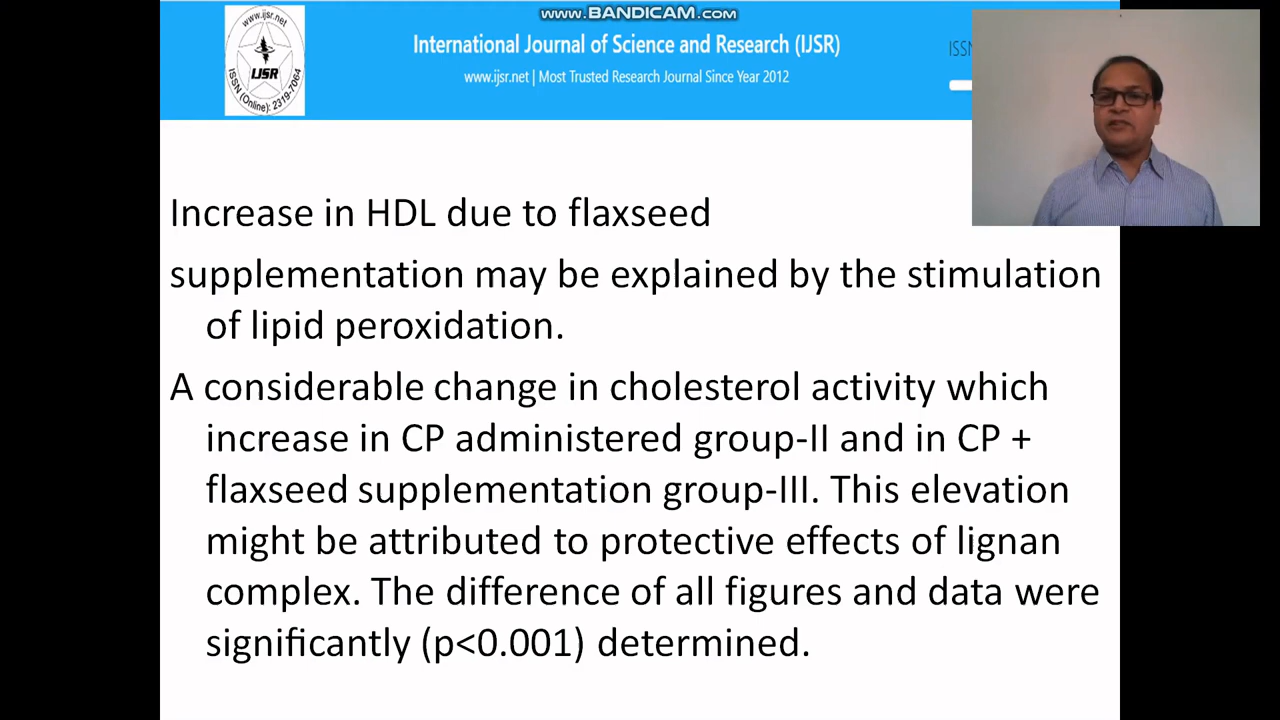 www.BANDICAM.com
www.ijsr.net
IJSR
ISSN (Online): 2319-7064
International Journal of Science and Research (IJSR)
www.ijsr.net | Most Trusted Research Journal Since Year 2012
ISSN
Increase in HDL due to flaxseed
supplementation may be explained by the stimulation
of lipid peroxidation.
A considerable change in cholesterol activity which
increase in CP administered group-II and in CP +
flaxseed supplementation group-III. This elevation
might be attributed to protective effects of lignan
complex. The difference of all figures and data were
significantly (p<0.001) determined.